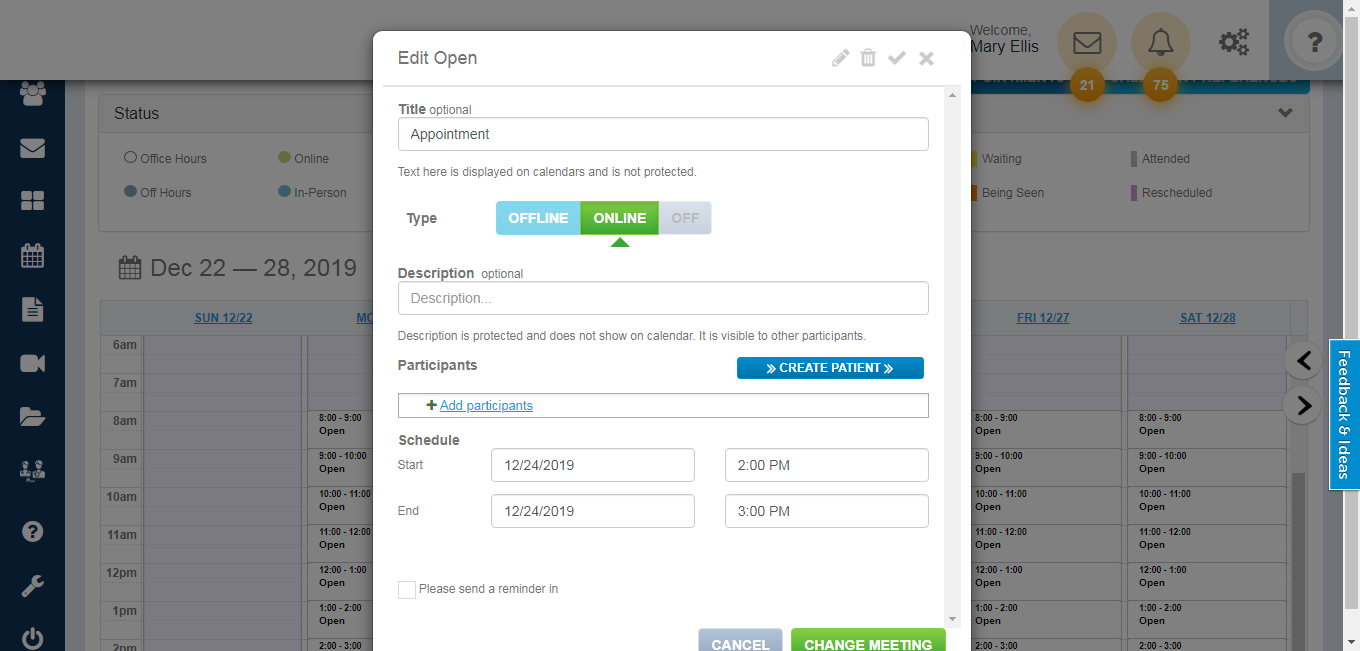 Welcome,
Mary Ellis
21
75
?
Edit Open
Status
Office Hours
Online
Off Hours
In-Person
Waiting
Attended
Being Seen
Rescheduled
Title optional
Appointment
Text here is displayed on calendars and is not protected.
Type
OFFLINE
ONLINE
OFF
Description optional
Description...
Description is protected and does not show on calendar. It is visible to other participants.
Participants
CREATE PATIENT
Add participants
Schedule
Start
12/24/2019
2:00 PM
End
12/24/2019
3:00 PM
Please send a reminder in
CANCEL
CHANGE MEETING
Dec 22 — 28, 2019
SUN 12/22
MO
FRI 12/27
SAT 12/28
6am
7am
8am
8:00 - 9:00
Open
8:00 - 9:00
Open
8:00 - 9:00
Open
9am
9:00 - 10:00
Open
9:00 - 10:00
Open
9:00 - 10:00
Open
10am
10:00 - 11:00
Open
10:00 - 11:00
Open
10:00 - 11:00
Open
11am
11:00 - 12:00
Open
11:00 - 12:00
Open
11:00 - 12:00
Open
12pm
12:00 - 1:00
Open
12:00 - 1:00
Open
12:00 - 1:00
Open
1pm
1:00 - 2:00
Open
1:00 - 2:00
Open
1:00 - 2:00
Open
2pm
2:00 - 3:00
2:00 - 3:00
2:00 - 3:00
Feedback & Ideas